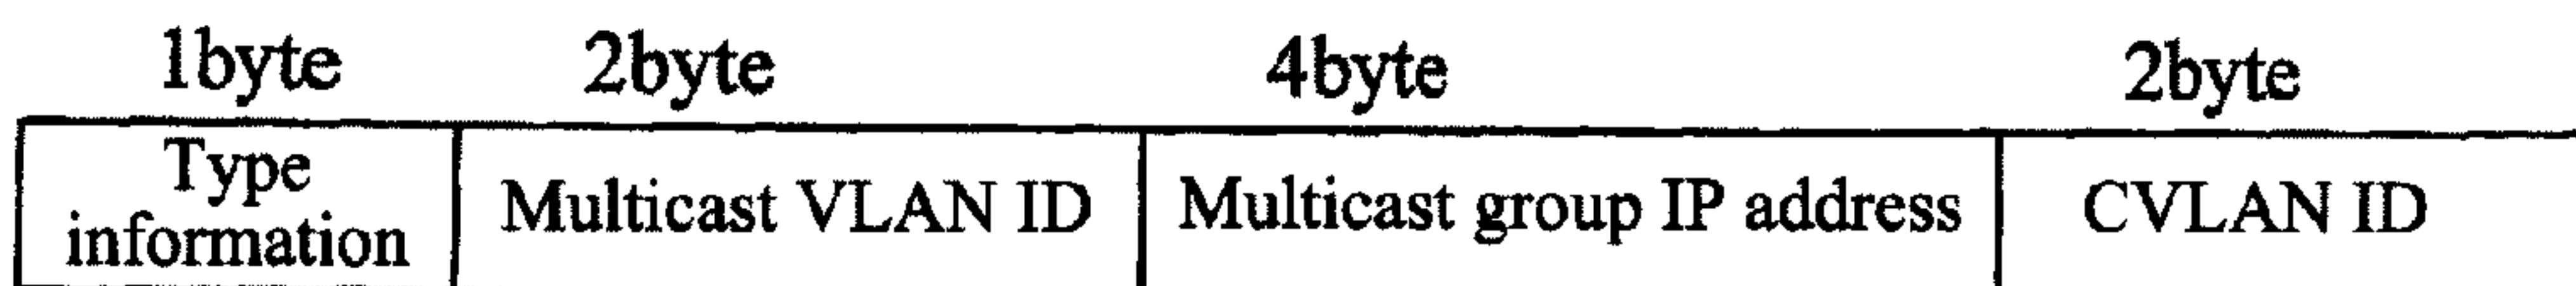 1byte 2byte 4byte 2byte
Type
information
Multicast VLAN ID
Multicast group IP address
CVLAN ID